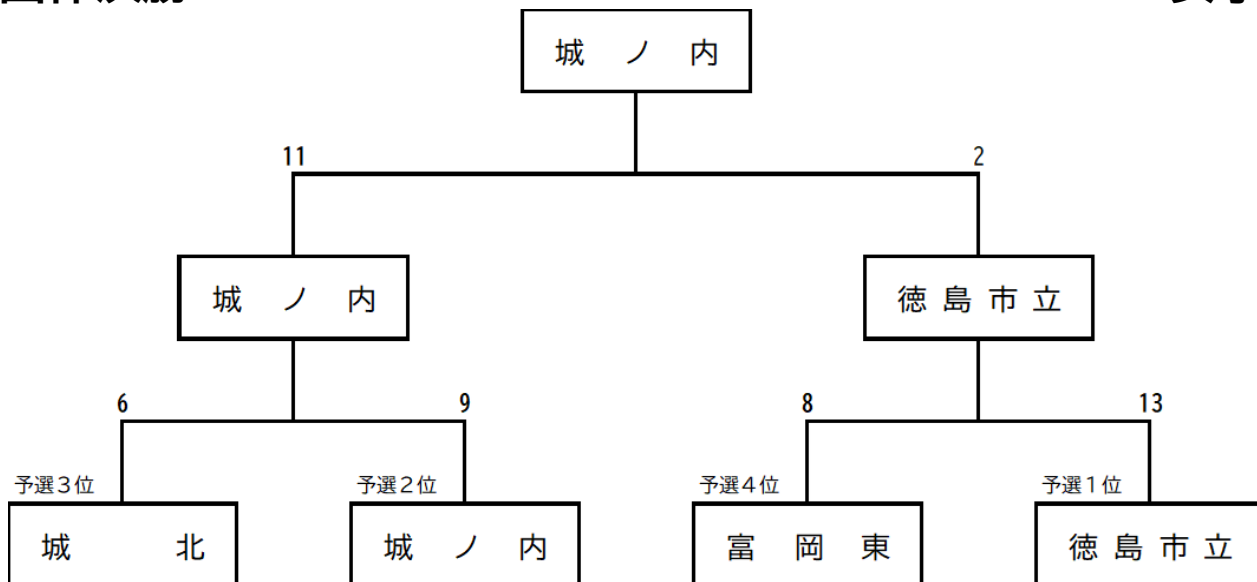 城ノ内
11 2
城ノ内 徳島市立
6 9 8 13
予選3位 予選2位 予選4位 予選1位
城北 城ノ内 富岡東 徳島市立